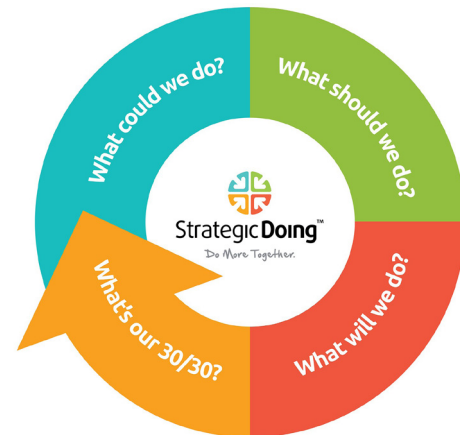 What could we do?
What should we do?
What will we do?
What's our 30/30?
StrategicDoing™
Do More Together.